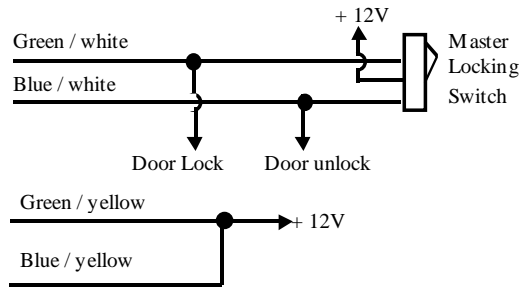 + 12V
Green / white
Master
Locking
Switch
Blue / white
Door Lock
Door unlock
Green / yellow
+ 12V
Blue / yellow